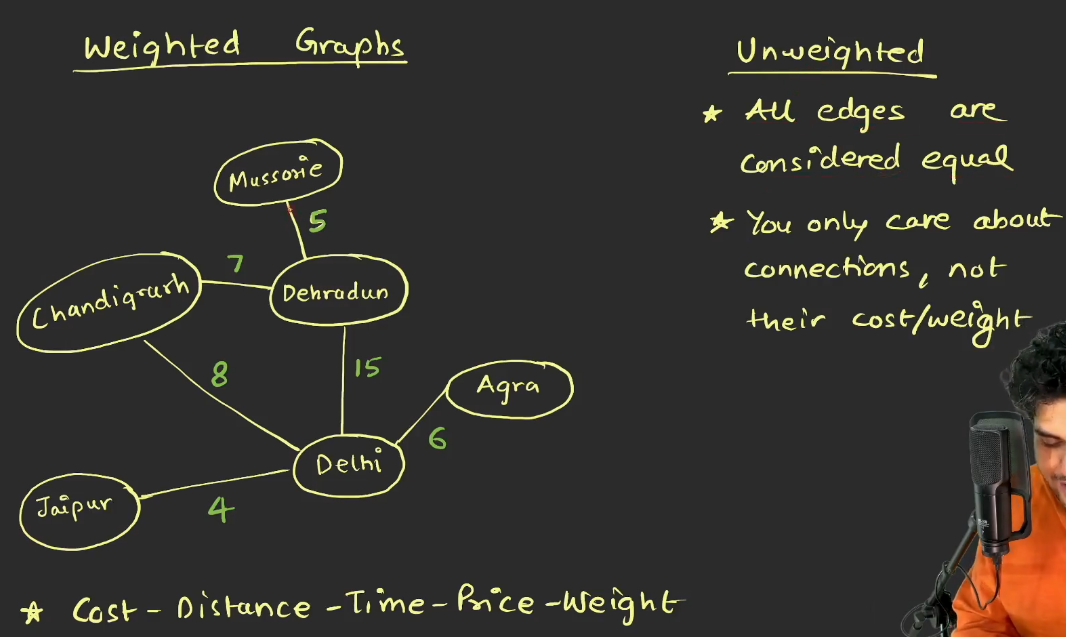 Weighted Graphs
Mussorie
5
7
Chandigrarh
Dehradun
8
15
Agra
6
Delhi
Jaipur
4
★ Cost - Distance - Time - Price - Weight
Unweighted
★ All edges are
considered equal
★ You only care about
connections, not
their cost/weight